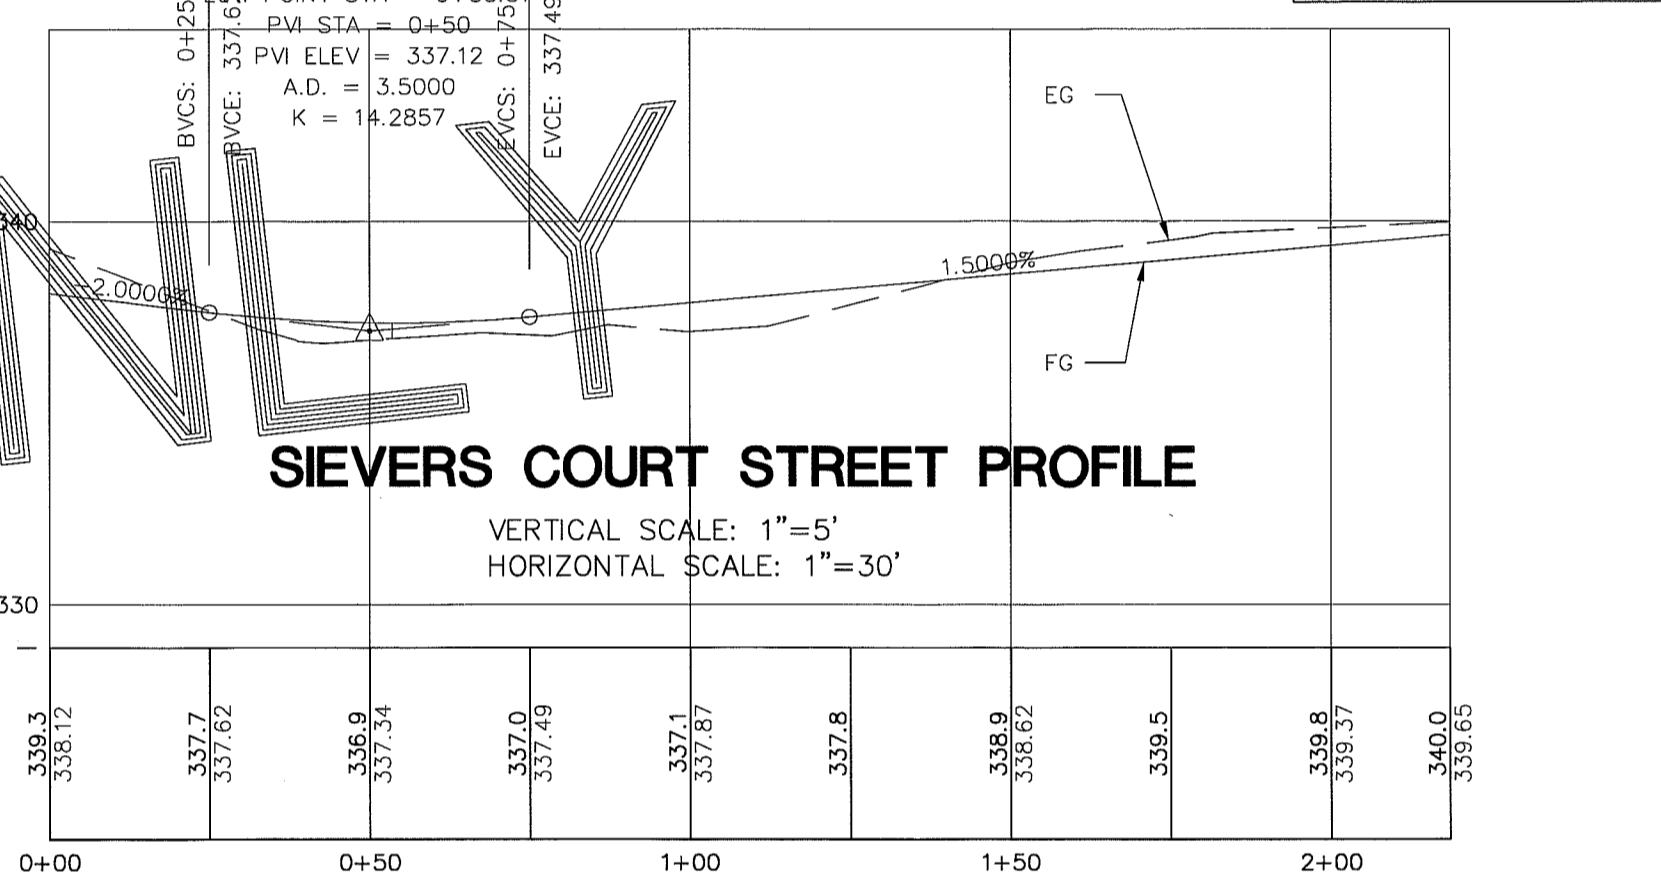 PVI STA = 0+50
PVI ELEV = 337.12
A.D. = 3.5000
K = 14.2857
BVCS: 0+25
BVCE: 337.6
EVCS: 0+75
EVCE: 337.49
EG
NLY
340
-2.0000%
1.5000%
FG
SIEVERS COURT STREET PROFILE
VERTICAL SCALE: 1"=5'
HORIZONTAL SCALE: 1"=30'
330
339.3
338.12
337.7
337.62
336.9
337.34
337.0
337.49
337.1
337.87
337.8
338.9
338.62
339.5
339.8
339.37
340.0
339.65
0+00 0+50 1+00 1+50 2+00